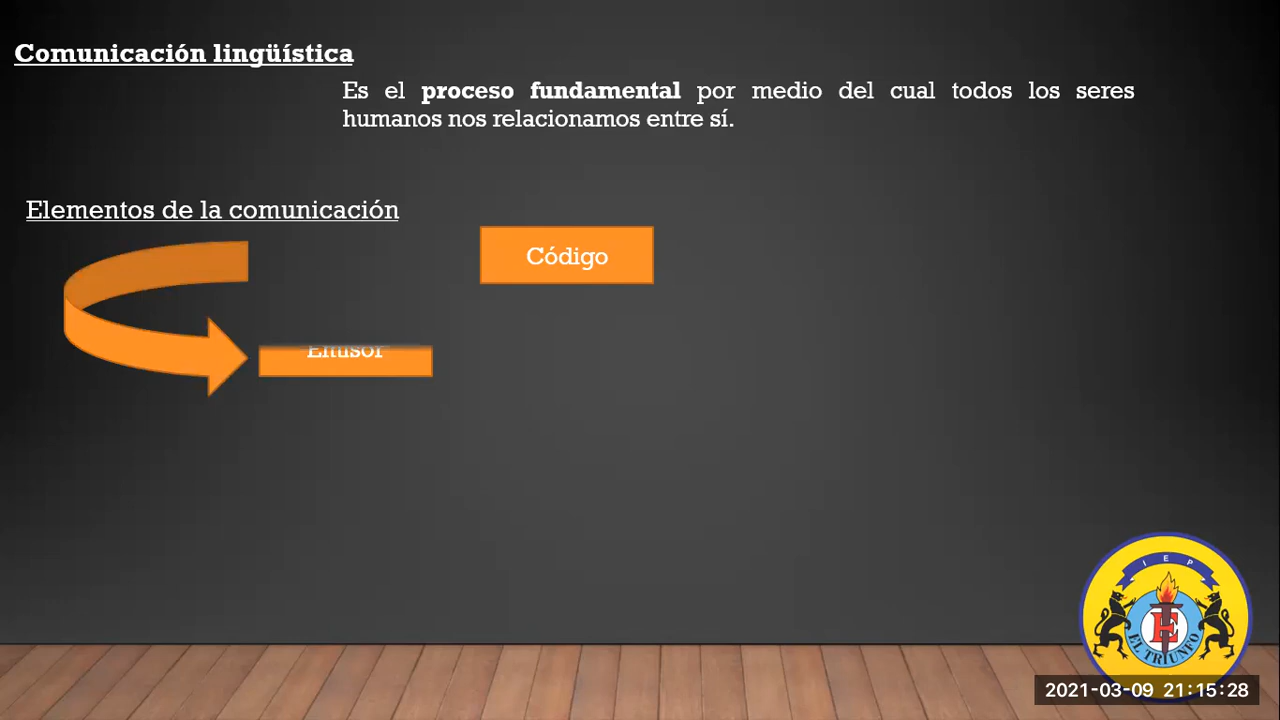 Comunicación lingüística
Es el proceso fundamental por medio del cual todos los seres
humanos nos relacionamos entre sí.
Elementos de la comunicación
Código
Emisor
I E P
EL TRIUNFO
E
2021-03-09 21:15:28